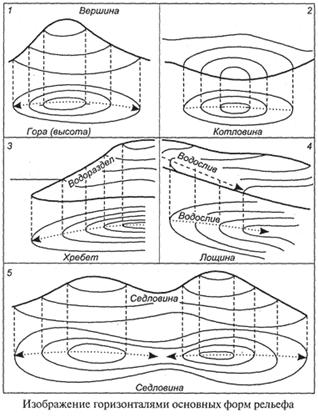 1
Вершина
2
Гора (высота)
Котловина
3
Водораздел
Хребет
4
Водослив
Водослив
Лощина
5
Седловина
Седловина
Изображение горизонталями основных форм рельефа